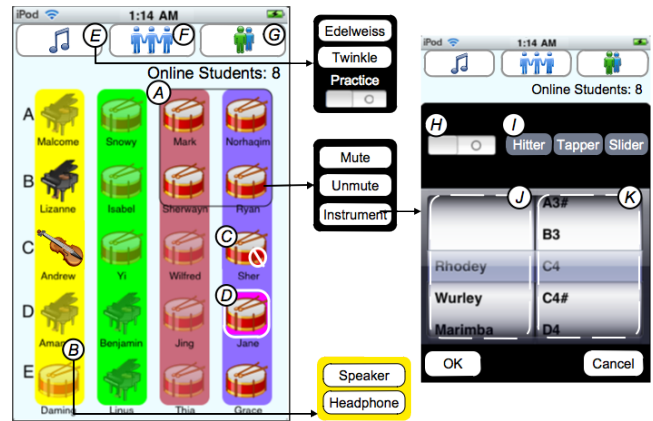 iPod 1:14 AM
E F G
Online Students: 8
A
A
Malcome Snowy Mark Norhaqim
B
Lizanne Isabel Sherwayn Ryan
C
C
Andrew Yi Wilfred Sher
D
D
Benjamin Jing Jane
B
E
Daming Linus Thia Grace
Edelweiss
Twinkle
Practice
Mute
Unmute
Instrument
Speaker
Headphone
iPod 1:14 AM
Online Students: 8
H I
Hitter Tapper Slider
J K
A3#
B3
Rhodey C4
Wurley C4#
Marimba D4
OK Cancel